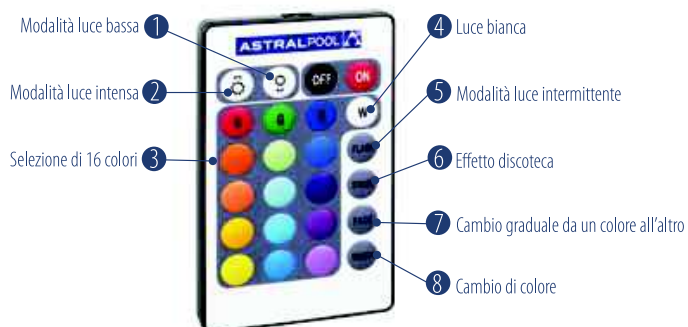 Modalità luce bassa 1
Modalità luce intensa 2
Selezione di 16 colori 3
4 Luce bianca
5 Modalità luce intermittente
6 Effetto discoteca
7 Cambio graduale da un colore all'altro
8 Cambio di colore
ASTRALPOOL
OFF ON
G W
FLASH
FADE